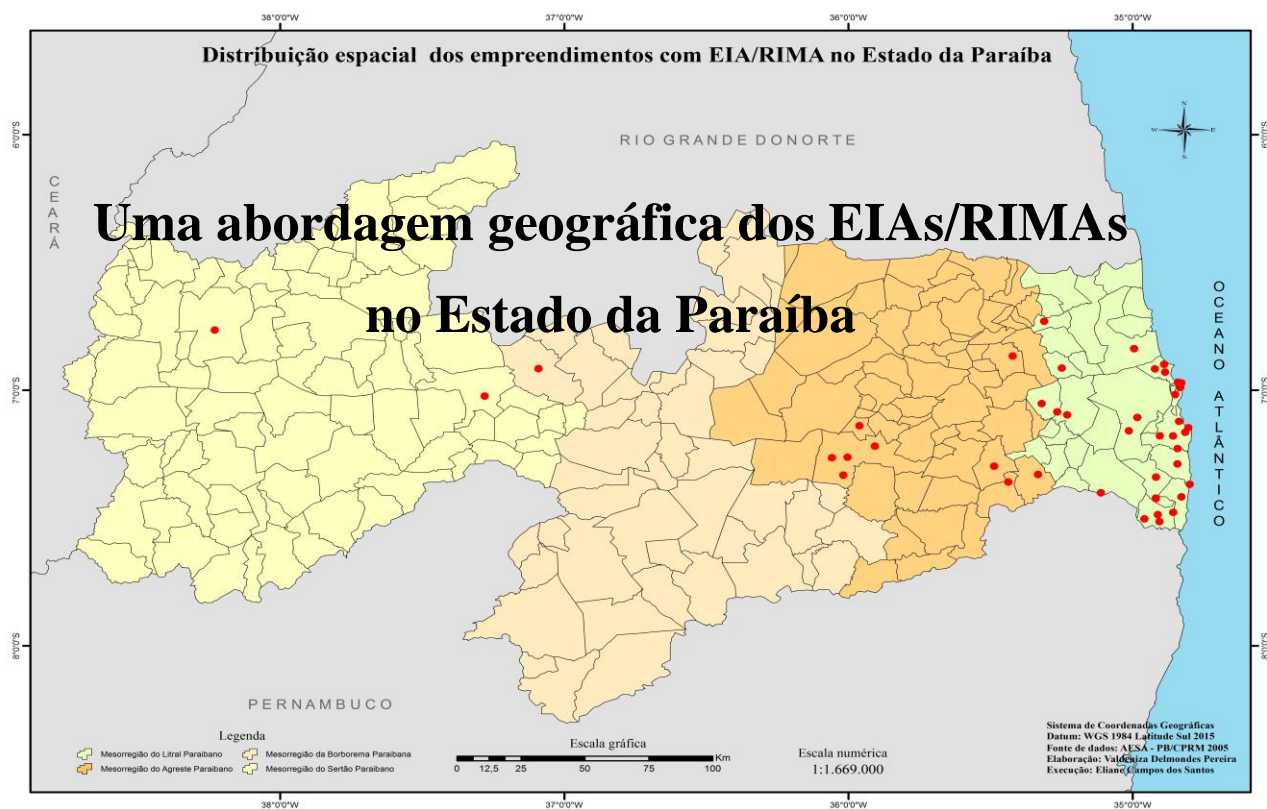 38°0'0"W 37°0'0"W 36°0'0"W 35°0'0"W
Distribuição espacial dos empreendimentos com EIA/RIMA no Estado da Paraíba
6°0'0"S 6°0'0"S
N
W E
S
RIO GRANDE DONORTE
CEARÁ
Uma abordagem geográfica dos EIAs/RIMAs
no Estado da Paraíba
OCEANO ATLÂNTICO
7°0'0"S 7°0'0"S
8°0'0"S 8°0'0"S
PERNAMBUCO
Legenda
Mesorregião do Litral Paraibano
Mesorregião da Borborema Paraibana
Mesorregião do Agreste Paraibano
Mesorregião do Sertão Paraibano
Escala gráfica
0 12,5 25 50 75 100 Km
Escala numérica
1:1.669.000
Sistema de Coordenadas Geográficas
Datum: WGS 1984 Latitude Sul 2015
Fonte de dados: AESA - PB/CPRM 2005
Elaboração: Valdeniza Delmondes Pereira
Execução: Eliane Campos dos Santos
38°0'0"W 37°0'0"W 36°0'0"W 35°0'0"W